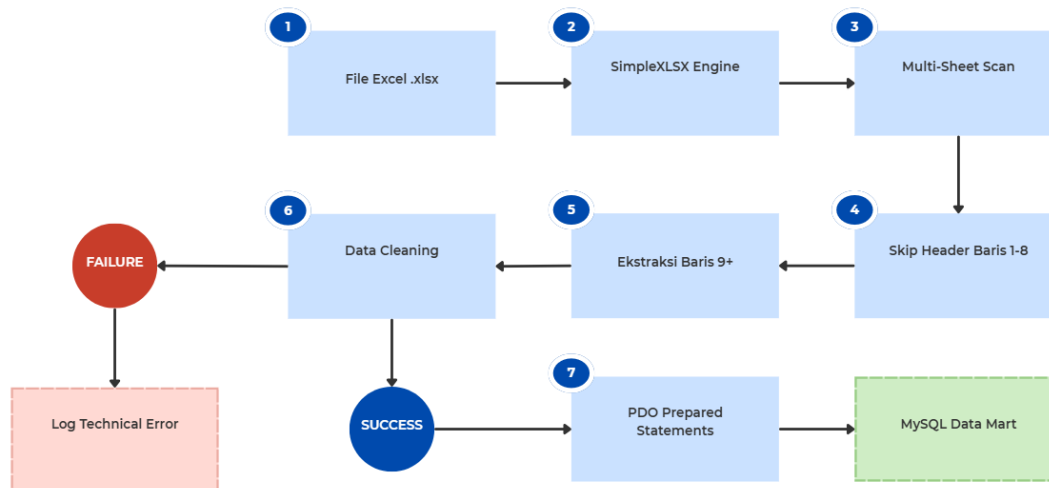 1
File Excel .xlsx
2
SimpleXLSX Engine
3
Multi-Sheet Scan
4
Skip Header Baris 1-8
5
Ekstraksi Baris 9+
6
Data Cleaning
FAILURE
Log Technical Error
SUCCESS
7
PDO Prepared
Statements
MySQL Data Mart